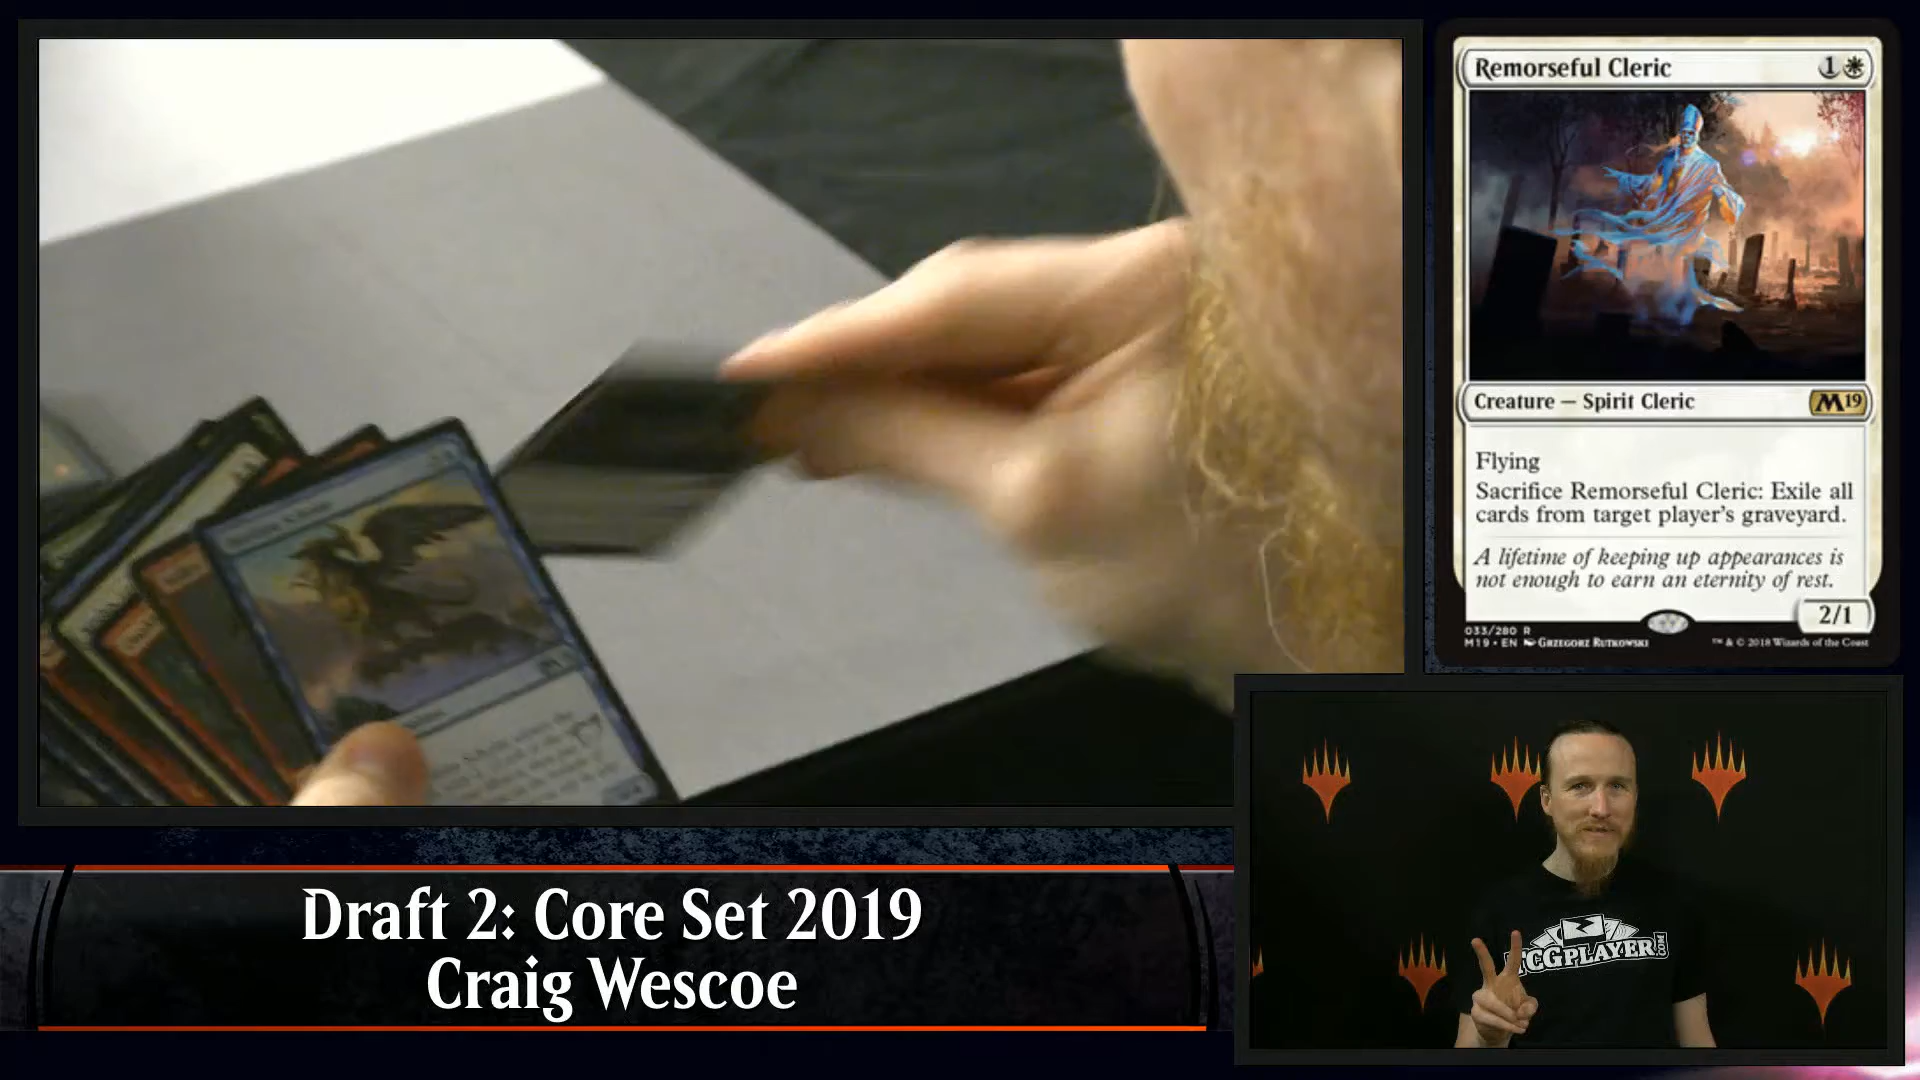 Remorseful Cleric 1
Creature — Spirit Cleric M19
Flying
Sacrifice Remorseful Cleric: Exile all
cards from target player's graveyard.
A lifetime of keeping up appearances is
not enough to earn an eternity of rest.
2/1
033/280 R
M19 • EN GRZEGORZ RUTKOWSKI ™ & © 2018 Wizards of the Coast
TCGPLAYER.COM
Draft 2: Core Set 2019
Craig Wescoe